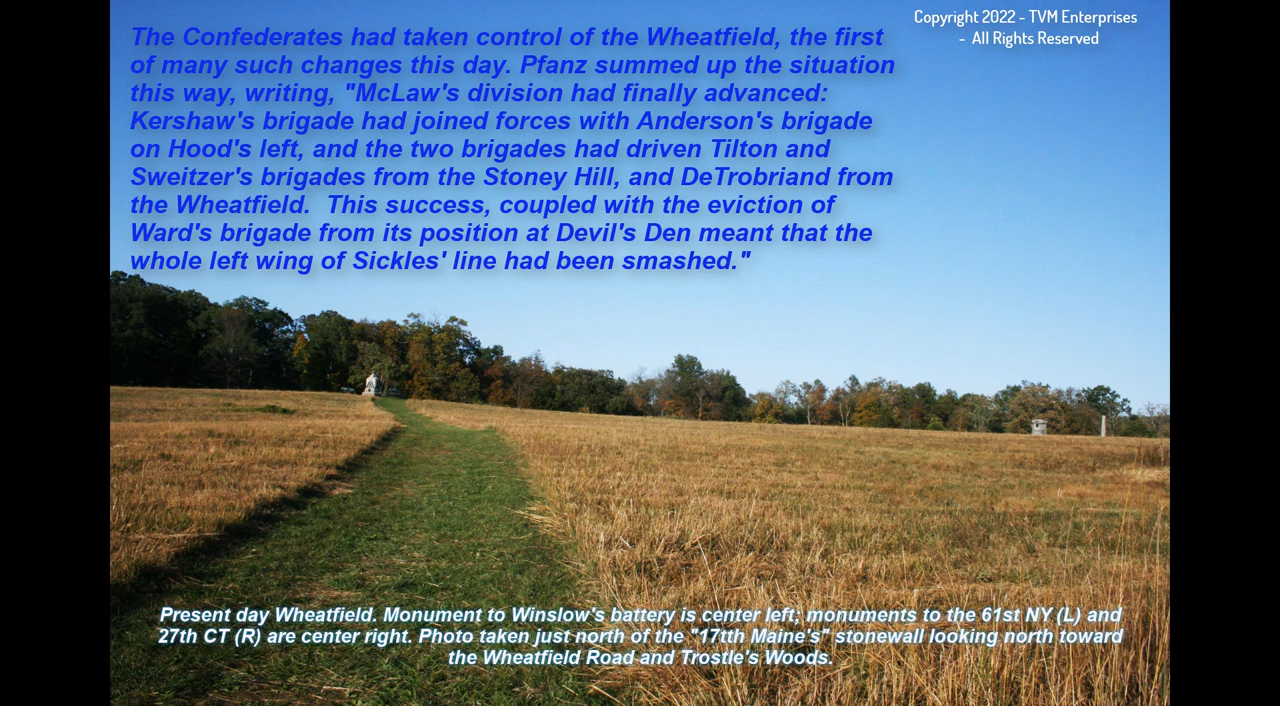 Copyright 2022 - TVM Enterprises
- All Rights Reserved
The Confederates had taken control of the Wheatfield, the first
of many such changes this day. Pfanz summed up the situation
this way, writing, "McLaw's division had finally advanced:
Kershaw's brigade had joined forces with Anderson's brigade
on Hood's left, and the two brigades had driven Tilton and
Sweitzer's brigades from the Stoney Hill, and DeTrobriand from
the Wheatfield.  This success, coupled with the eviction of
Ward's brigade from its position at Devil's Den meant that the
whole left wing of Sickles' line had been smashed."
Present day Wheatfield. Monument to Winslow's battery is center left; monuments to the 61st NY (L) and
27th CT (R) are center right. Photo taken just north of the "17tth Maine's" stonewall looking north toward
the Wheatfield Road and Trostle's Woods.